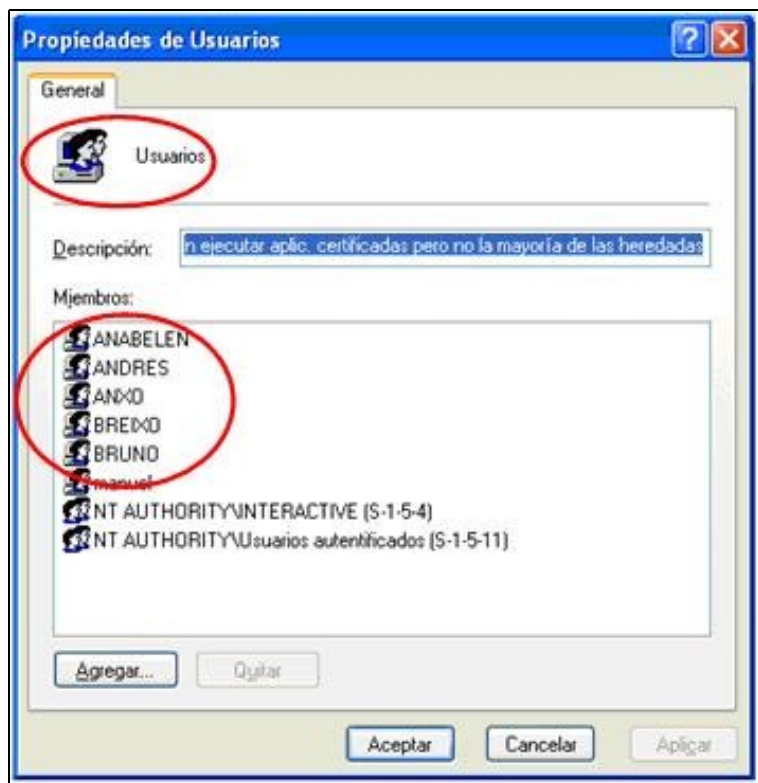 Propiedades de Usuarios
General
Usuarios
Descripción: n ejecutar aplic. certificadas pero no la mayoría de las heredadas
Miembros:
ANABELEN
ANDRES
ANXO
BREIXO
BRUNO
manuel
NT AUTHORITY\INTERACTIVE (S-1-5-4)
NT AUTHORITY\Usuarios autentificados (S-1-5-11)
Agregar... Quitar
Aceptar Cancelar Aplicar